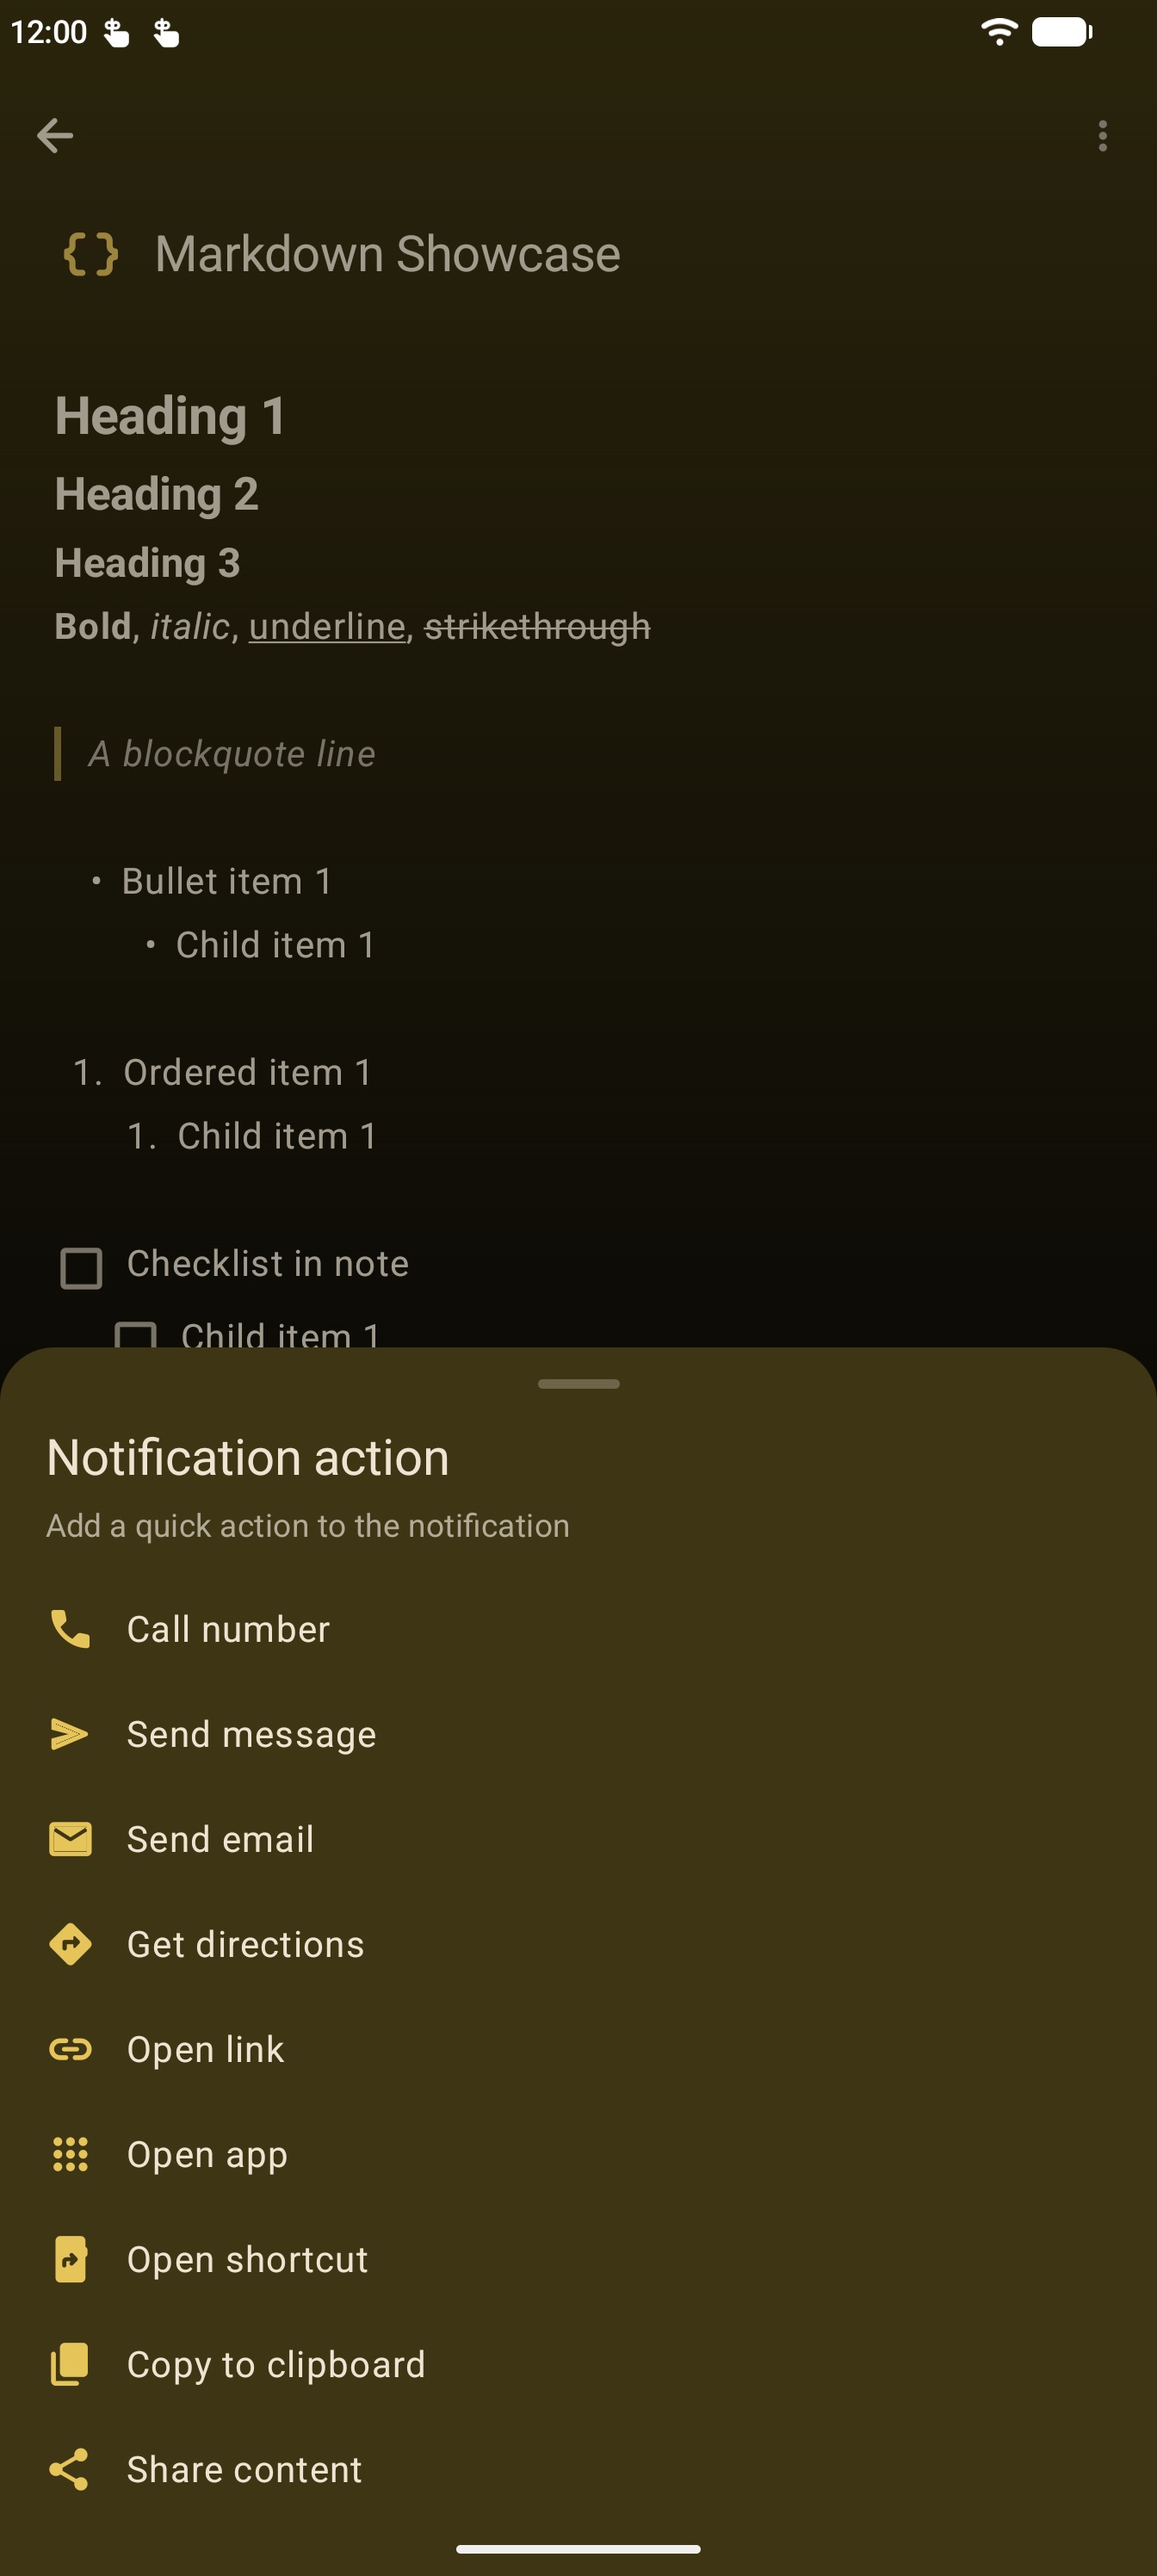 12:00
Markdown Showcase
Heading 1
Heading 2
Heading 3
Bold, italic, underline, strikethrough
A blockquote line
• Bullet item 1
• Child item 1
1. Ordered item 1
1. Child item 1
Checklist in note
Child item 1
Notification action
Add a quick action to the notification
Call number
Send message
Send email
Get directions
Open link
Open app
Open shortcut
Copy to clipboard
Share content